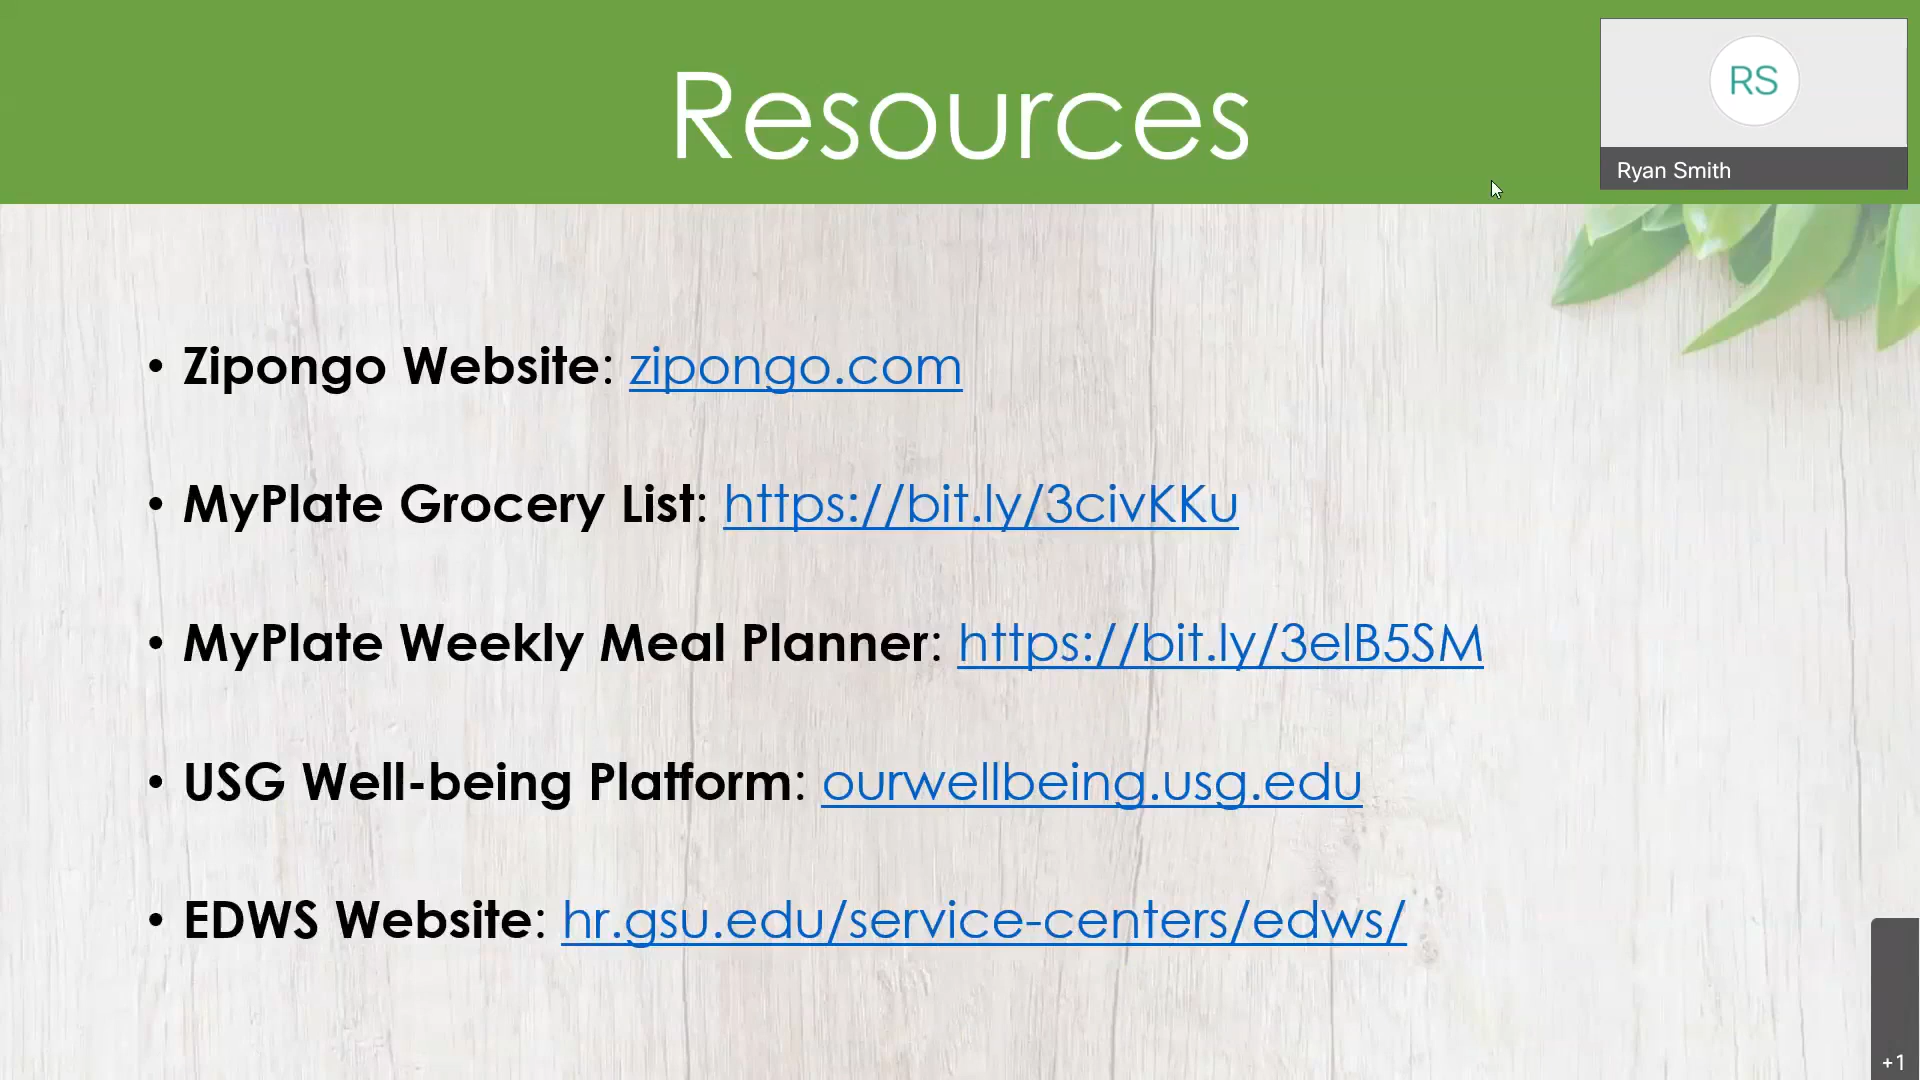 Resources
RS
Ryan Smith
• Zipongo Website: zipongo.com
• MyPlate Grocery List: https://bit.ly/3civKKu
• MyPlate Weekly Meal Planner: https://bit.ly/3elB5SM
• USG Well-being Platform: ourwellbeing.usg.edu
• EDWS Website: hr.gsu.edu/service-centers/edws/
+1